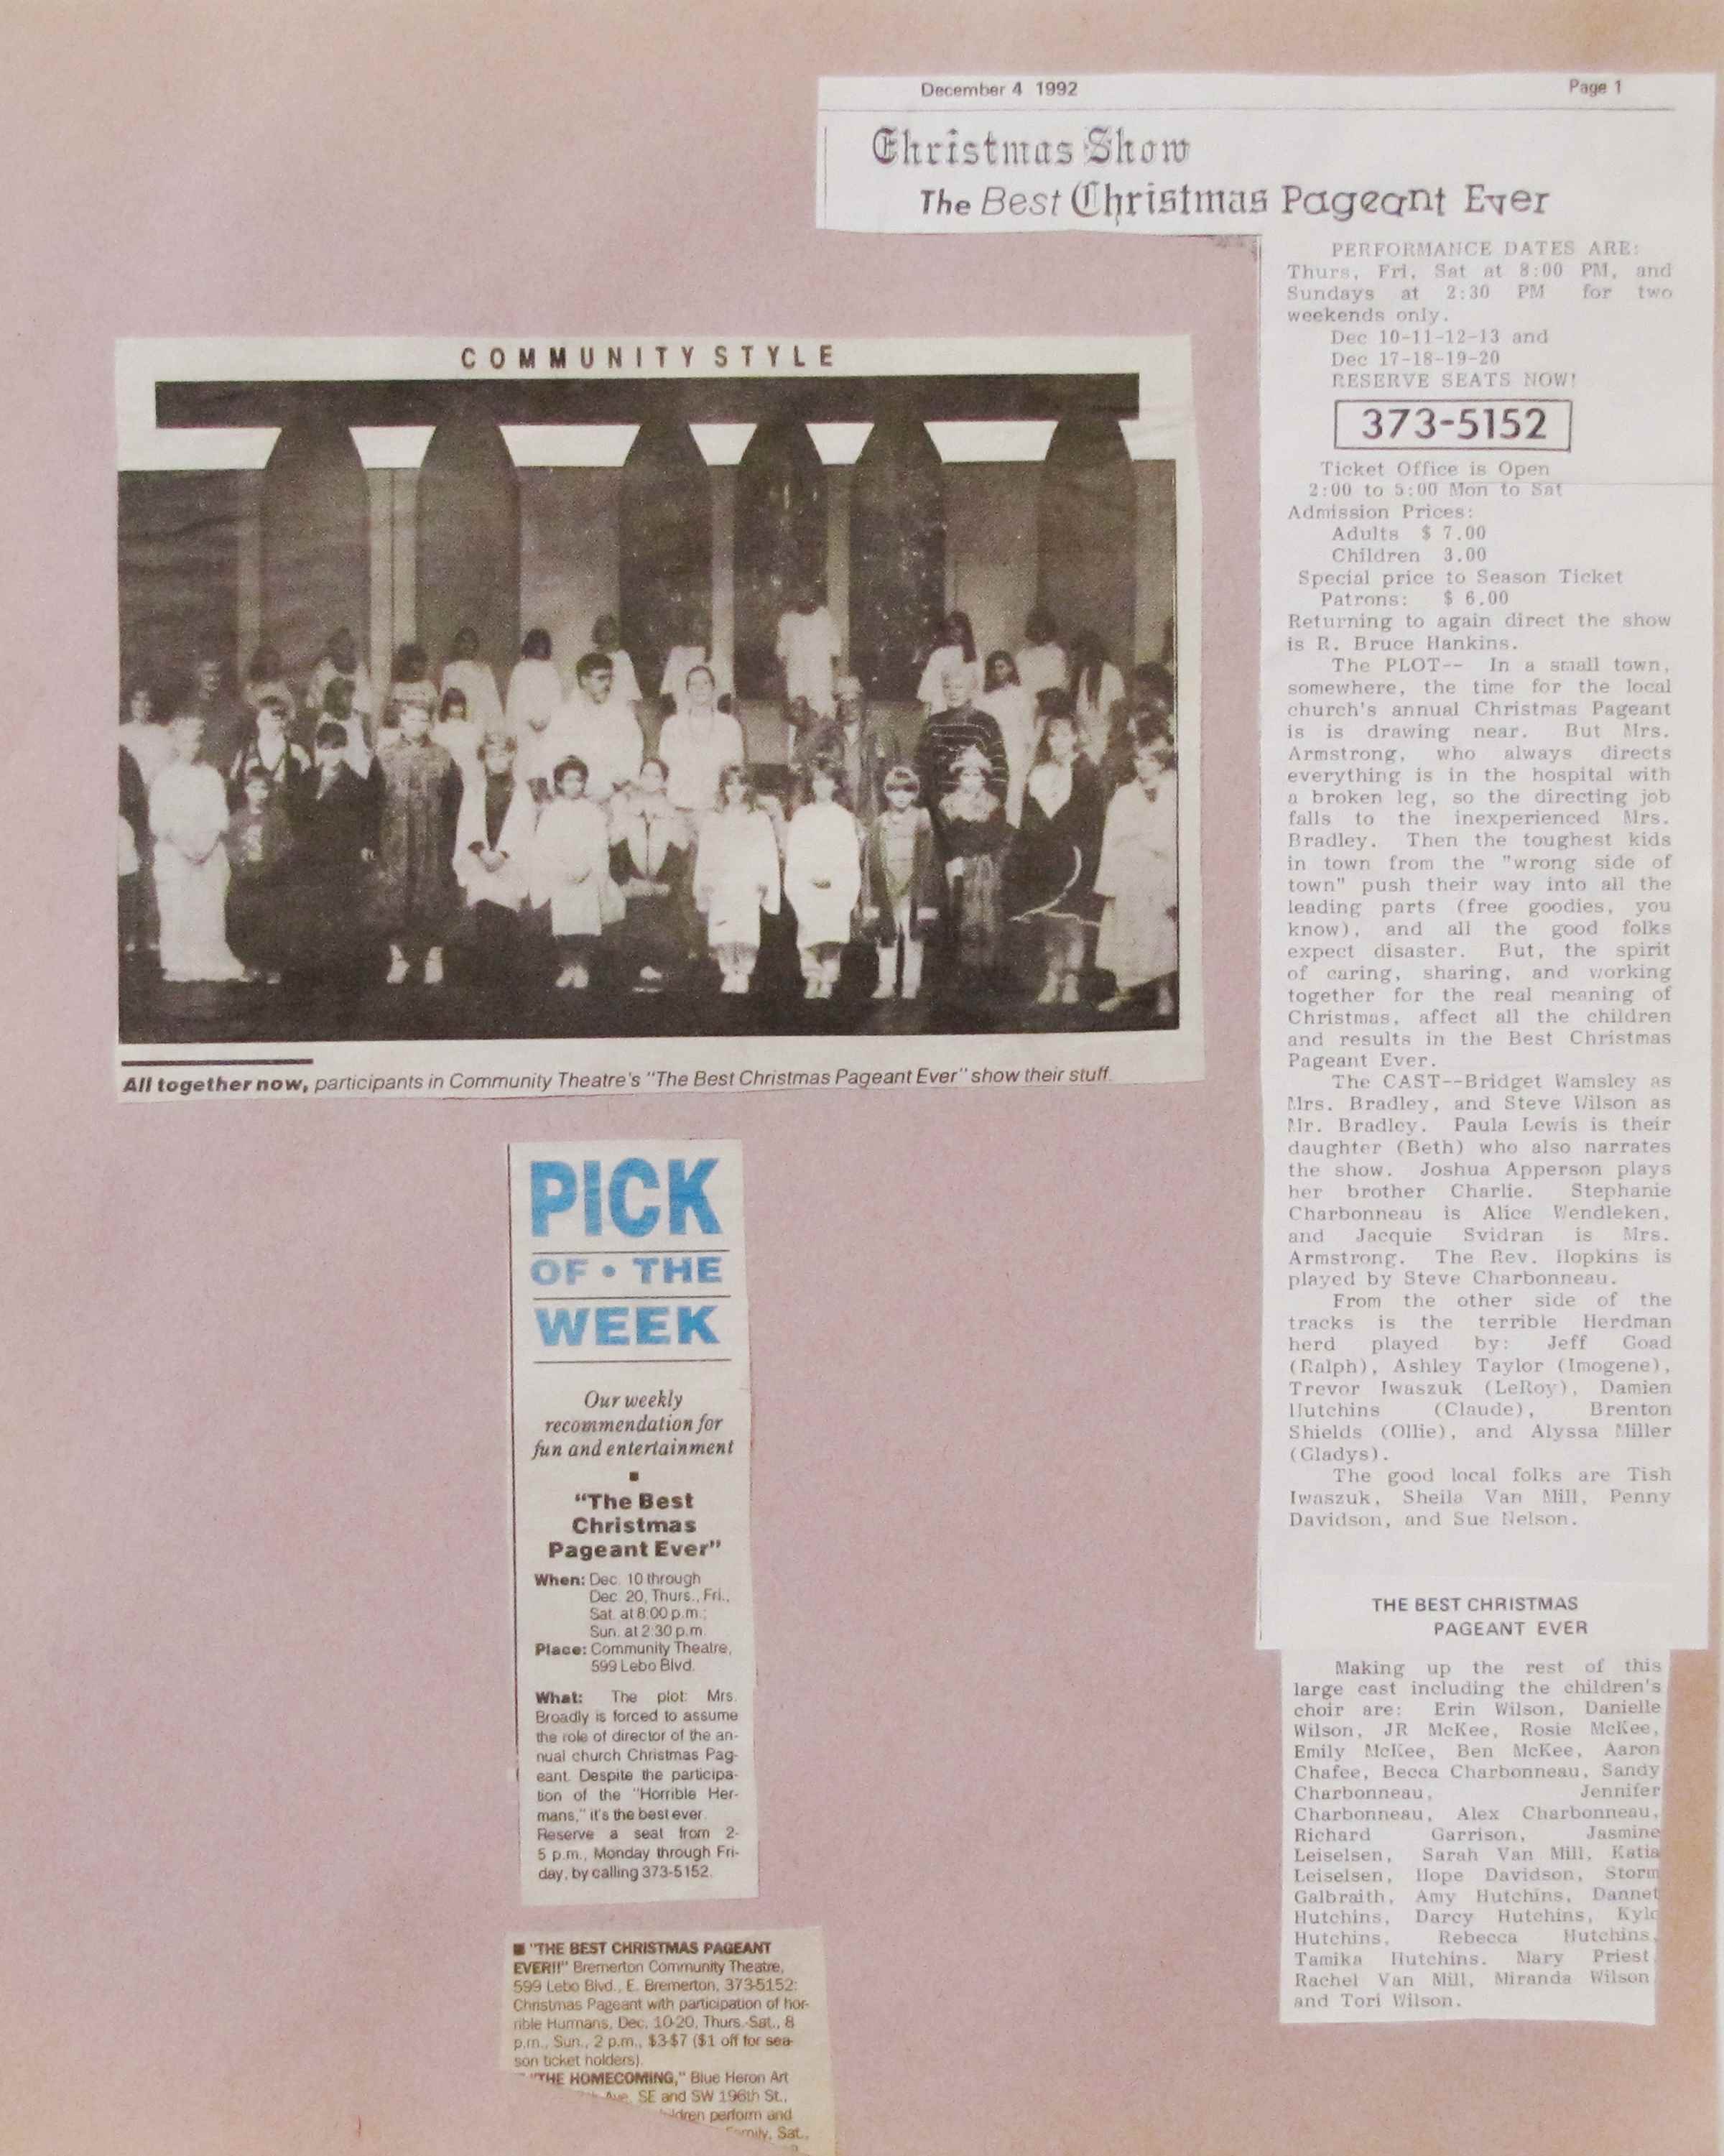 December 4 1992 Page 1
Christmas Show
The Best Christmas Pageant Ever
PERFORMANCE DATES ARE:
Thurs, Fri, Sat at 8:00 PM, and
Sundays at 2:30 PM for two
weekends only.
Dec 10-11-12-13 and
Dec 17-18-19-20
RESERVE SEATS NOW!
373-5152
Ticket Office is Open
2:00 to 5:00 Mon to Sat
Admission Prices:
Adults $ 7.00
Children 3.00
Special price to Season Ticket
Patrons: $ 6.00
Returning to again direct the show
is R. Bruce Hankins.
The PLOT-- In a small town,
somewhere, the time for the local
church's annual Christmas Pageant
is is drawing near. But Mrs.
Armstrong, who always directs
everything is in the hospital with
a broken leg, so the directing job
falls to the inexperienced Mrs.
Bradley. Then the toughest kids
in town from the "wrong side of
town" push their way into all the
leading parts (free goodies, you
know), and all the good folks
expect disaster. But, the spirit
of caring, sharing, and working
together for the real meaning of
Christmas, affect all the children
and results in the Best Christmas
Pageant Ever.
The CAST--Bridget Wamsley as
Mrs. Bradley, and Steve Wilson as
Mr. Bradley. Paula Lewis is their
daughter (Beth) who also narrates
the show. Joshua Apperson plays
her brother Charlie. Stephanie
Charbonneau is Alice Wendleken,
and Jacquie Svidran is Mrs.
Armstrong. The Rev. Hopkins is
played by Steve Charbonneau.
From the other side of the
tracks is the terrible Herdman
herd played by: Jeff Goad
(Ralph), Ashley Taylor (Imogene),
Trevor Iwaszuk (LeRoy), Damien
Hutchins (Claude), Brenton
Shields (Ollie), and Alyssa Miller
(Gladys).
The good local folks are Tish
Iwaszuk, Sheila Van Mill, Penny
Davidson, and Sue Nelson.
THE BEST CHRISTMAS
PAGEANT EVER
Making up the rest of this
large cast including the children's
choir are: Erin Wilson, Danielle
Wilson, JR McKee, Rosie McKee,
Emily McKee, Ben McKee, Aaron
Chafee, Becca Charbonneau, Sandy
Charbonneau, Jennifer
Charbonneau, Alex Charbonneau,
Richard Garrison, Jasmine
Leiselsen, Sarah Van Mill, Katia
Leiselsen, Hope Davidson, Storm
Galbraith, Amy Hutchins, Dannet
Hutchins, Darcy Hutchins, Kyle
Hutchins, Rebecca Hutchins,
Tamika Hutchins. Mary Priest
Rachel Van Mill, Miranda Wilson
and Tori Wilson.
COMMUNITY STYLE
All together now, participants in Community Theatre's "The Best Christmas Pageant Ever" show their stuff.
PICK
OF • THE
WEEK
Our weekly
recommendation for
fun and entertainment
■
"The Best
Christmas
Pageant Ever"
When: Dec. 10 through
Dec. 20, Thurs., Fri.,
Sat. at 8:00 p.m.;
Sun. at 2:30 p.m.
Place: Community Theatre,
599 Lebo Blvd.
What: The plot: Mrs.
Broadly is forced to assume
the role of director of the an-
nual church Christmas Pag-
eant. Despite the participa-
tion of the "Horrible Her-
mans," it's the best ever.
Reserve a seat from 2-
5 p.m., Monday through Fri-
day, by calling 373-5152.
■ "THE BEST CHRISTMAS PAGEANT
EVER!!" Bremerton Community Theatre,
599 Lebo Blvd., E. Bremerton, 373-5152;
Christmas Pageant with participation of hor-
rible Hurmans, Dec. 10-20, Thurs.-Sat., 8
p.m., Sun., 2 p.m., $3-$7 ($1 off for sea-
son ticket holders).
"THE HOMECOMING," Blue Heron Art
Ave. SE and SW 196th St.,
perform and
Sat.,